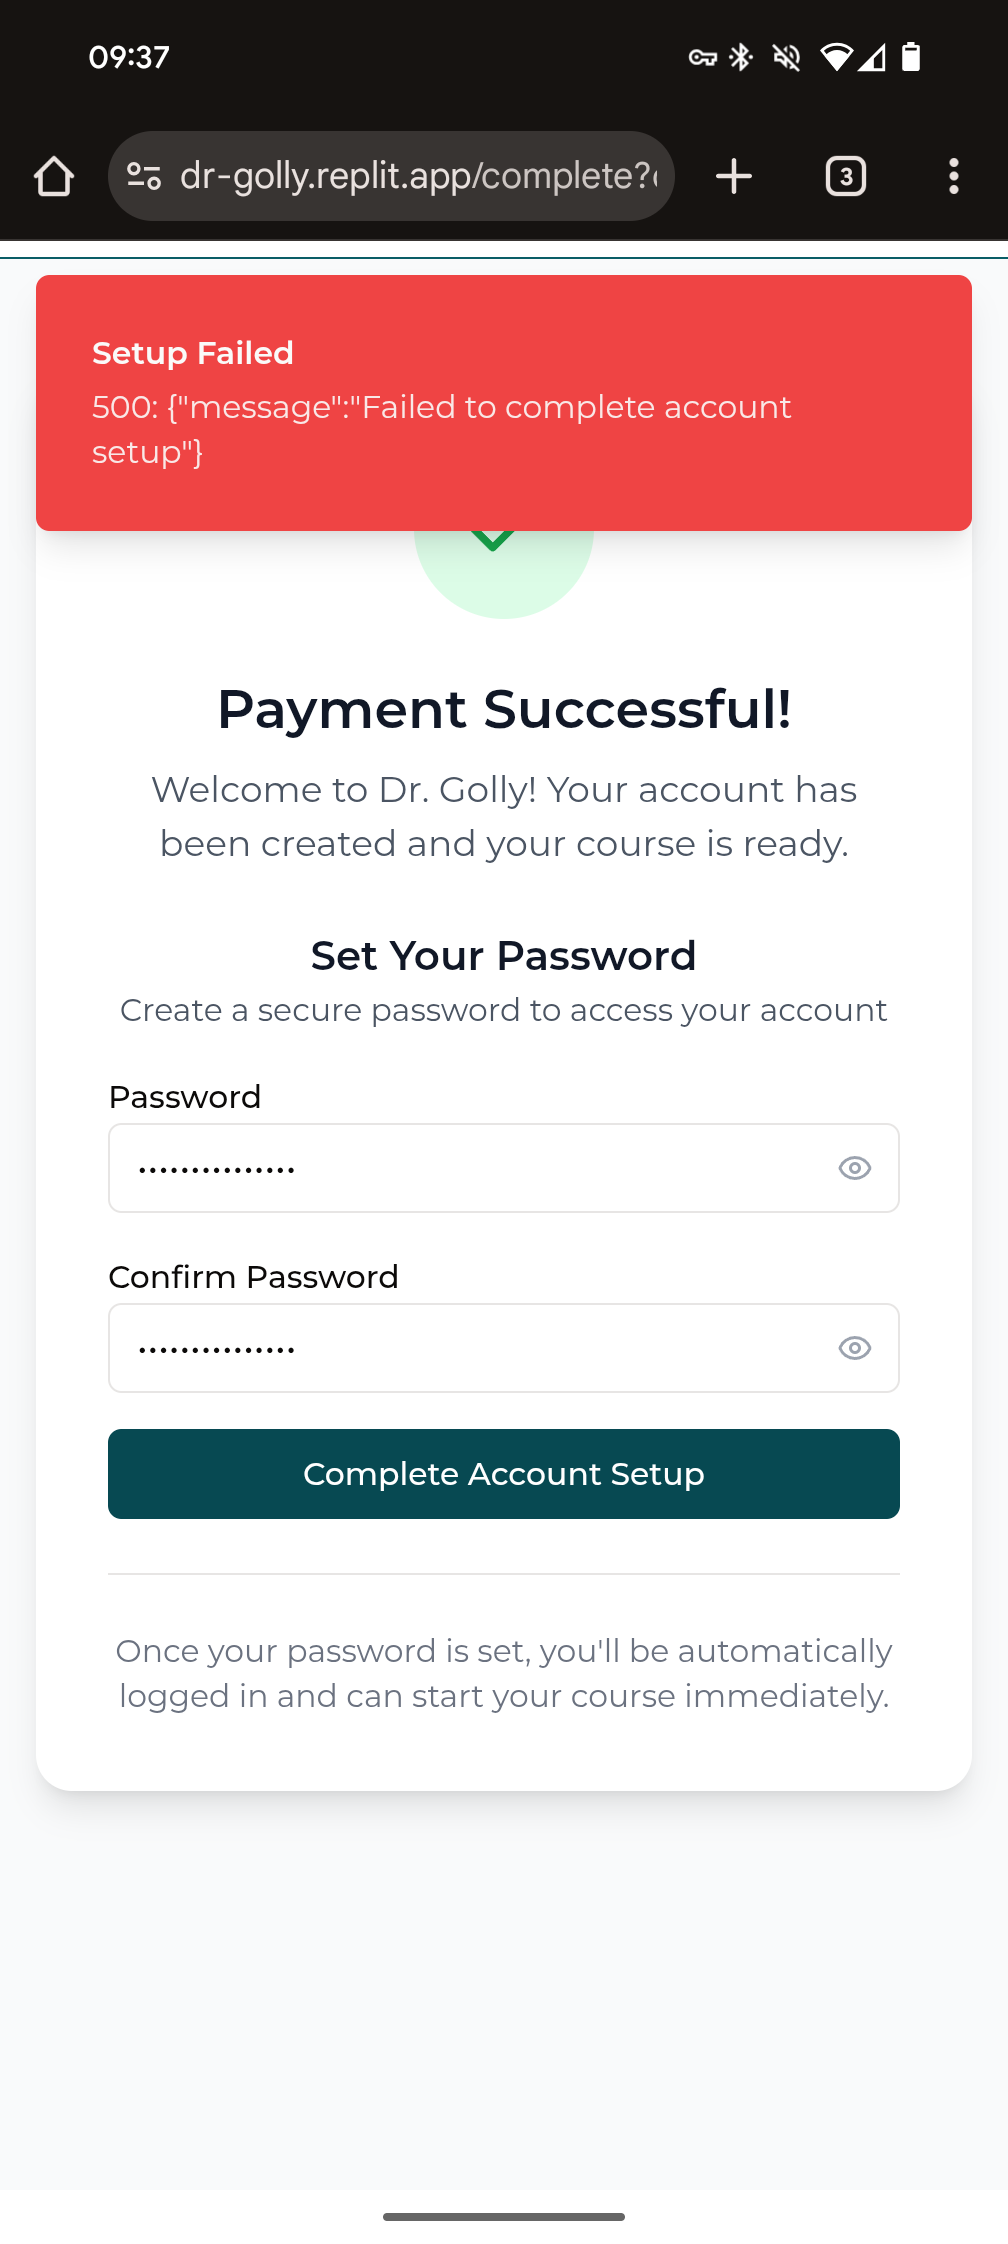 09:37
dr-golly.replit.app/complete?
3
Setup Failed
500: {"message":"Failed to complete account
setup"}
Payment Successful!
Welcome to Dr. Golly! Your account has
been created and your course is ready.
Set Your Password
Create a secure password to access your account
Password
•••••••••••••••
Confirm Password
•••••••••••••••
Complete Account Setup
Once your password is set, you'll be automatically
logged in and can start your course immediately.